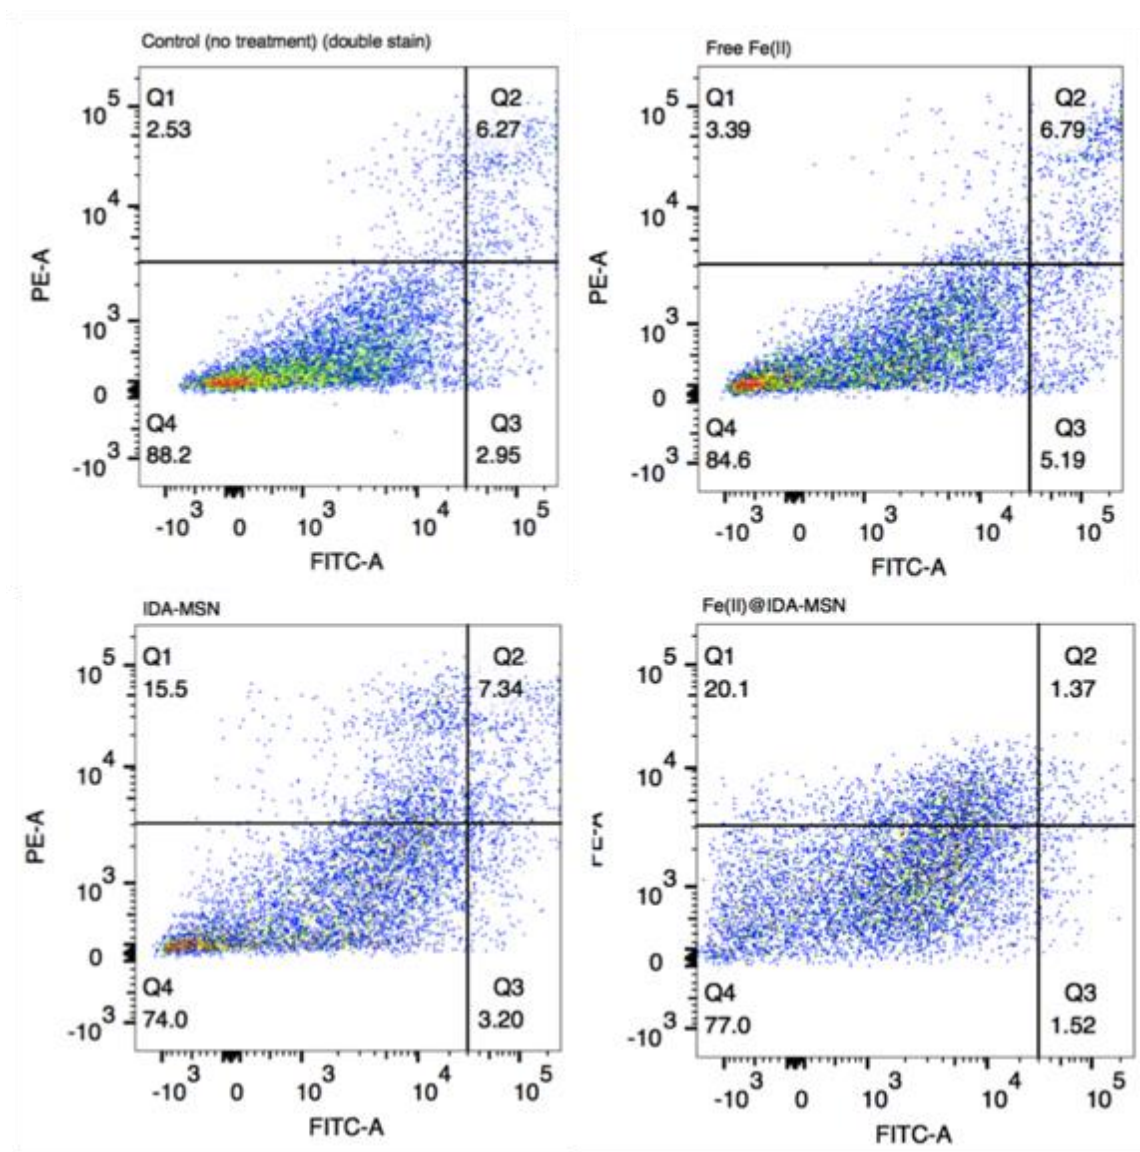 Control (no treatment) (double stain)
Q1
2.53
Q2
6.27
Q4
88.2
Q3
2.95
10^5
10^4
10^3
0
-10^3
PE-A
-10^3 0 10^3 10^4 10^5
FITC-A
Free Fe(II)
Q1
3.39
Q2
6.79
Q4
84.6
Q3
5.19
10^5
10^4
10^3
0
-10^3
PE-A
-10^3 0 10^3 10^4 10^5
FITC-A
IDA-MSN
Q1
15.5
Q2
7.34
Q4
74.0
Q3
3.20
10^5
10^4
10^3
0
-10^3
PE-A
-10^3 0 10^3 10^4 10^5
FITC-A
Fe(II)@IDA-MSN
Q1
20.1
Q2
1.37
Q4
77.0
Q3
1.52
10^5
10^4
10^3
0
-10^3
-10^3 0 10^3 10^4 10^5
FITC-A